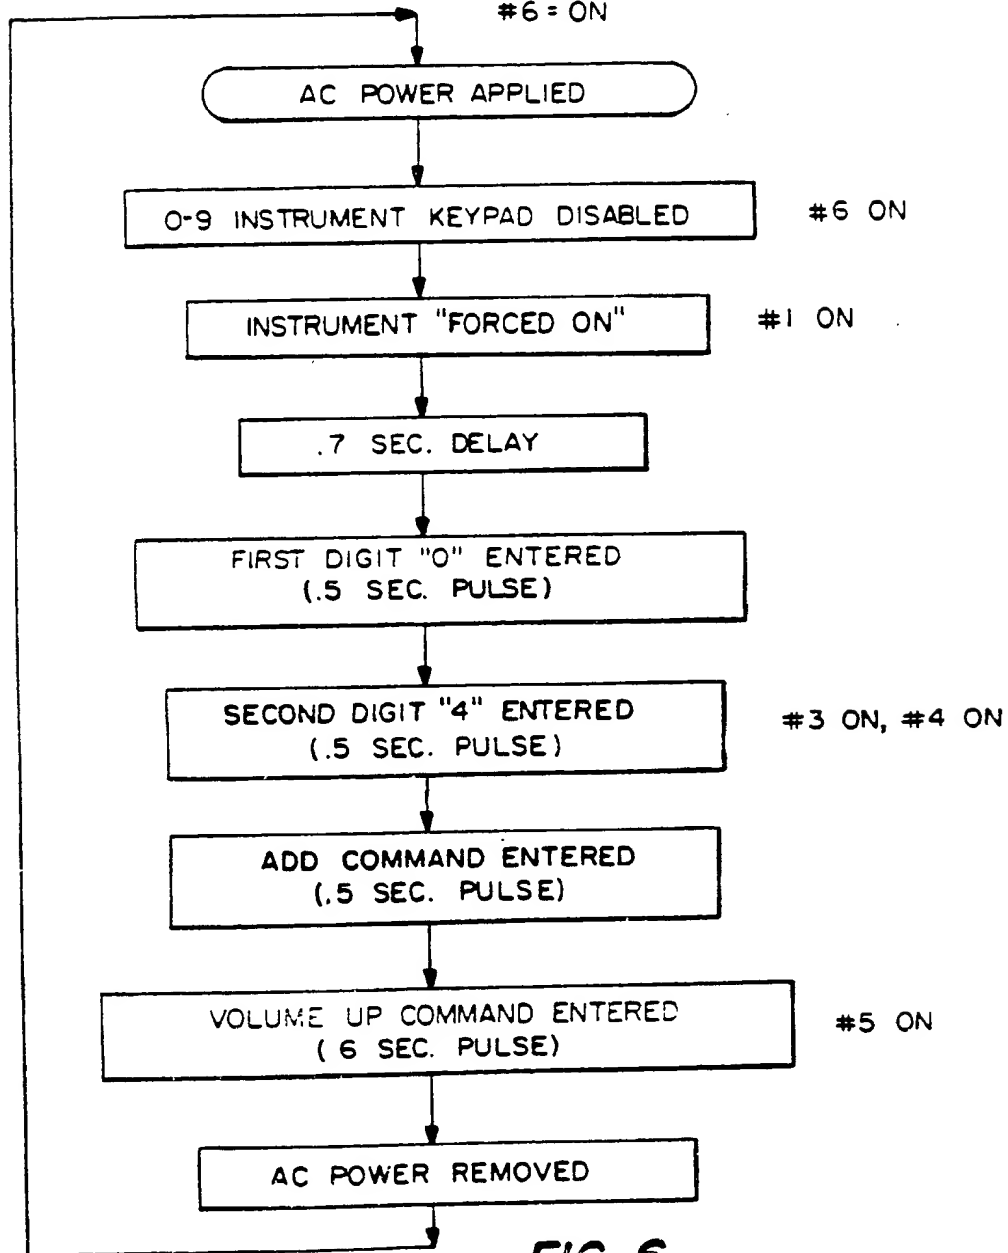 #6 = ON
AC POWER APPLIED
0-9 INSTRUMENT KEYPAD DISABLED
#6 ON
INSTRUMENT "FORCED ON"
#1 ON
.7 SEC. DELAY
FIRST DIGIT "0" ENTERED
(.5 SEC. PULSE)
SECOND DIGIT "4" ENTERED
(.5 SEC. PULSE)
#3 ON, #4 ON
ADD COMMAND ENTERED
(.5 SEC. PULSE)
VOLUME UP COMMAND ENTERED
( 6 SEC. PULSE)
#5 ON
AC POWER REMOVED
FIG. 6